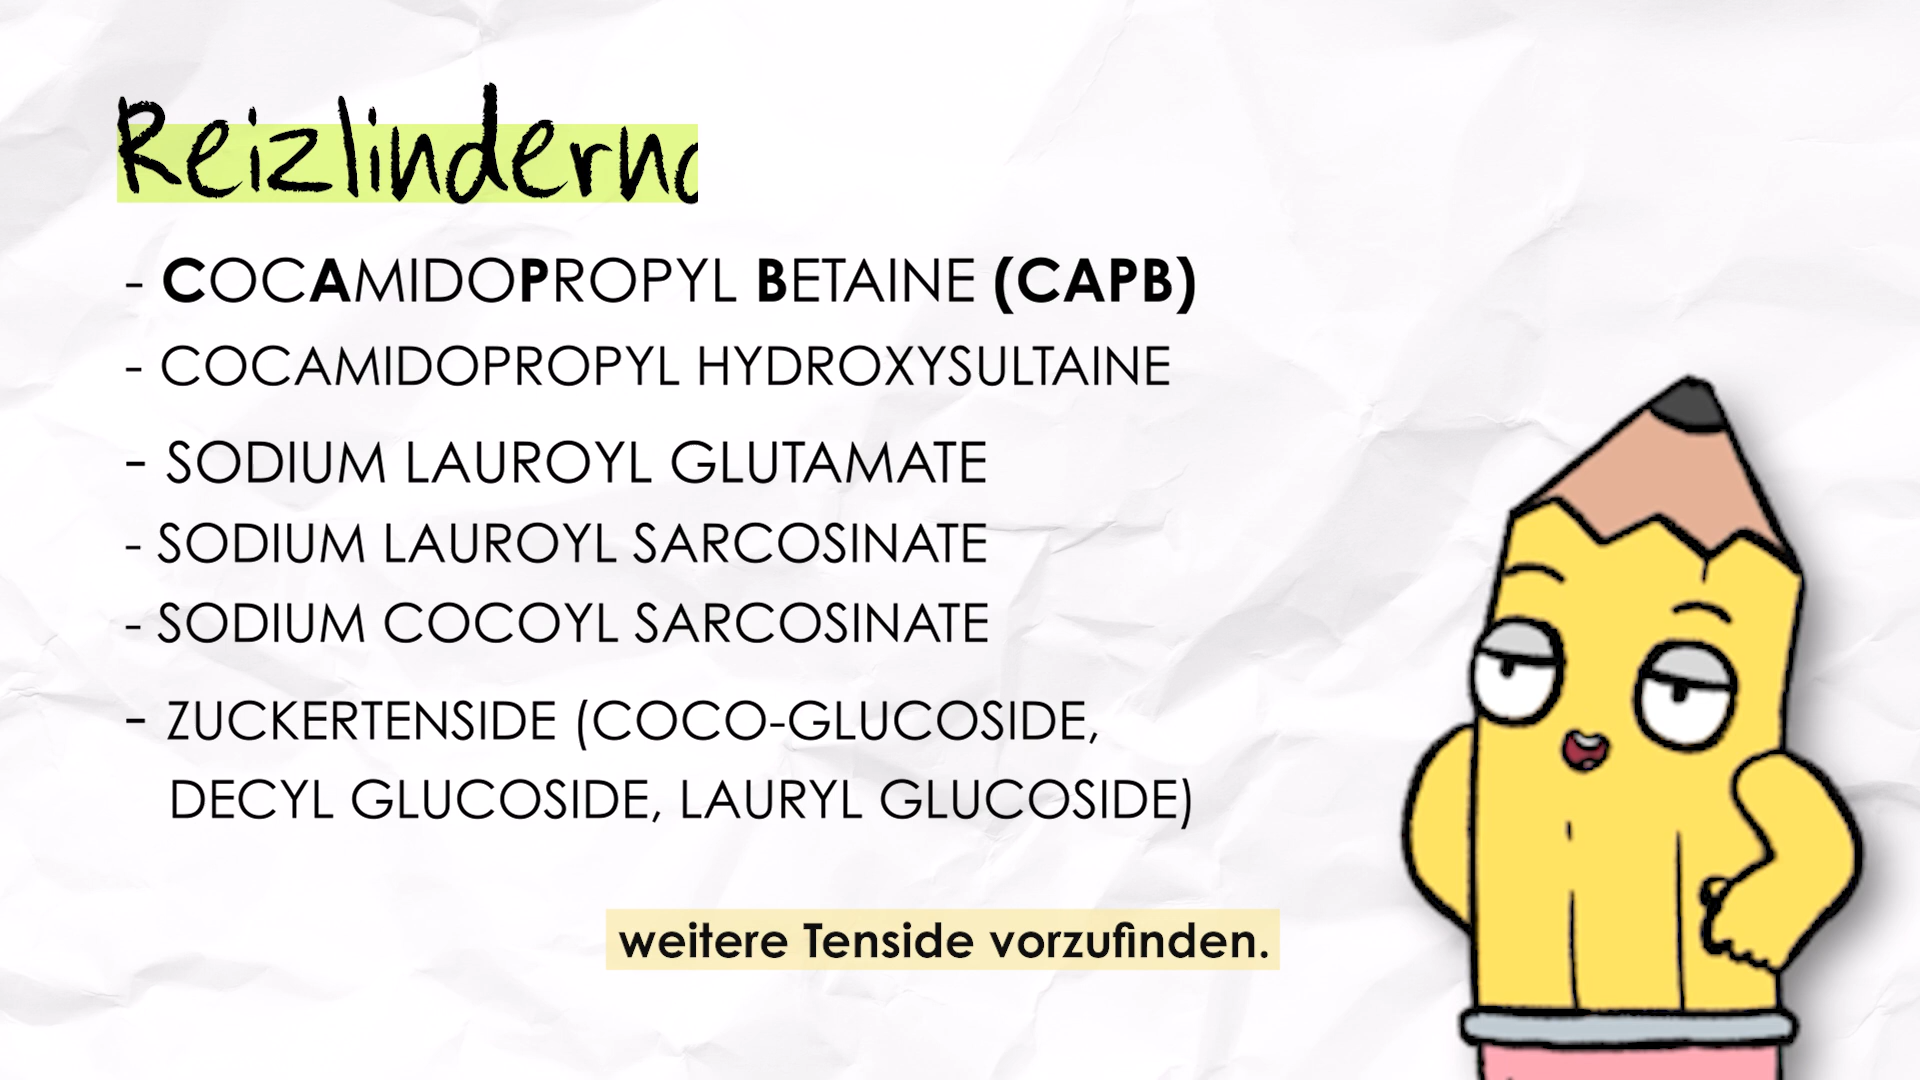 Reizlindernd
- COCAMIDOPROPYL BETAINE (CAPB)
- COCAMIDOPROPYL HYDROXYSULTAINE
- SODIUM LAUROYL GLUTAMATE
- SODIUM LAUROYL SARCOSINATE
- SODIUM COCOYL SARCOSINATE
- ZUCKERTENSIDE (COCO-GLUCOSIDE,
DECYL GLUCOSIDE, LAURYL GLUCOSIDE)
weitere Tenside vorzufinden.